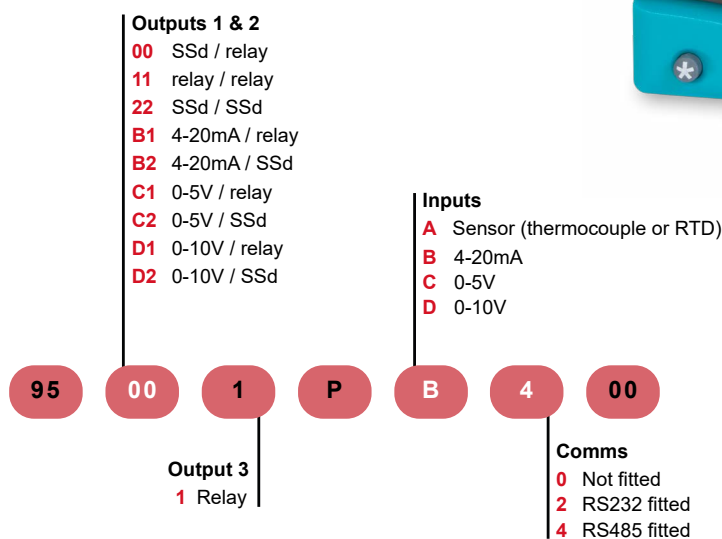 Outputs 1 & 2
00 SSd / relay
11 relay / relay
22 SSd / SSd
B1 4-20mA / relay
B2 4-20mA / SSd
C1 0-5V / relay
C2 0-5V / SSd
D1 0-10V / relay
D2 0-10V / SSd
Inputs
A Sensor (thermocouple or RTD)
B 4-20mA
C 0-5V
D 0-10V
95 00 1 P B 4 00
Output 3
1 Relay
Comms
0 Not fitted
2 RS232 fitted
4 RS485 fitted